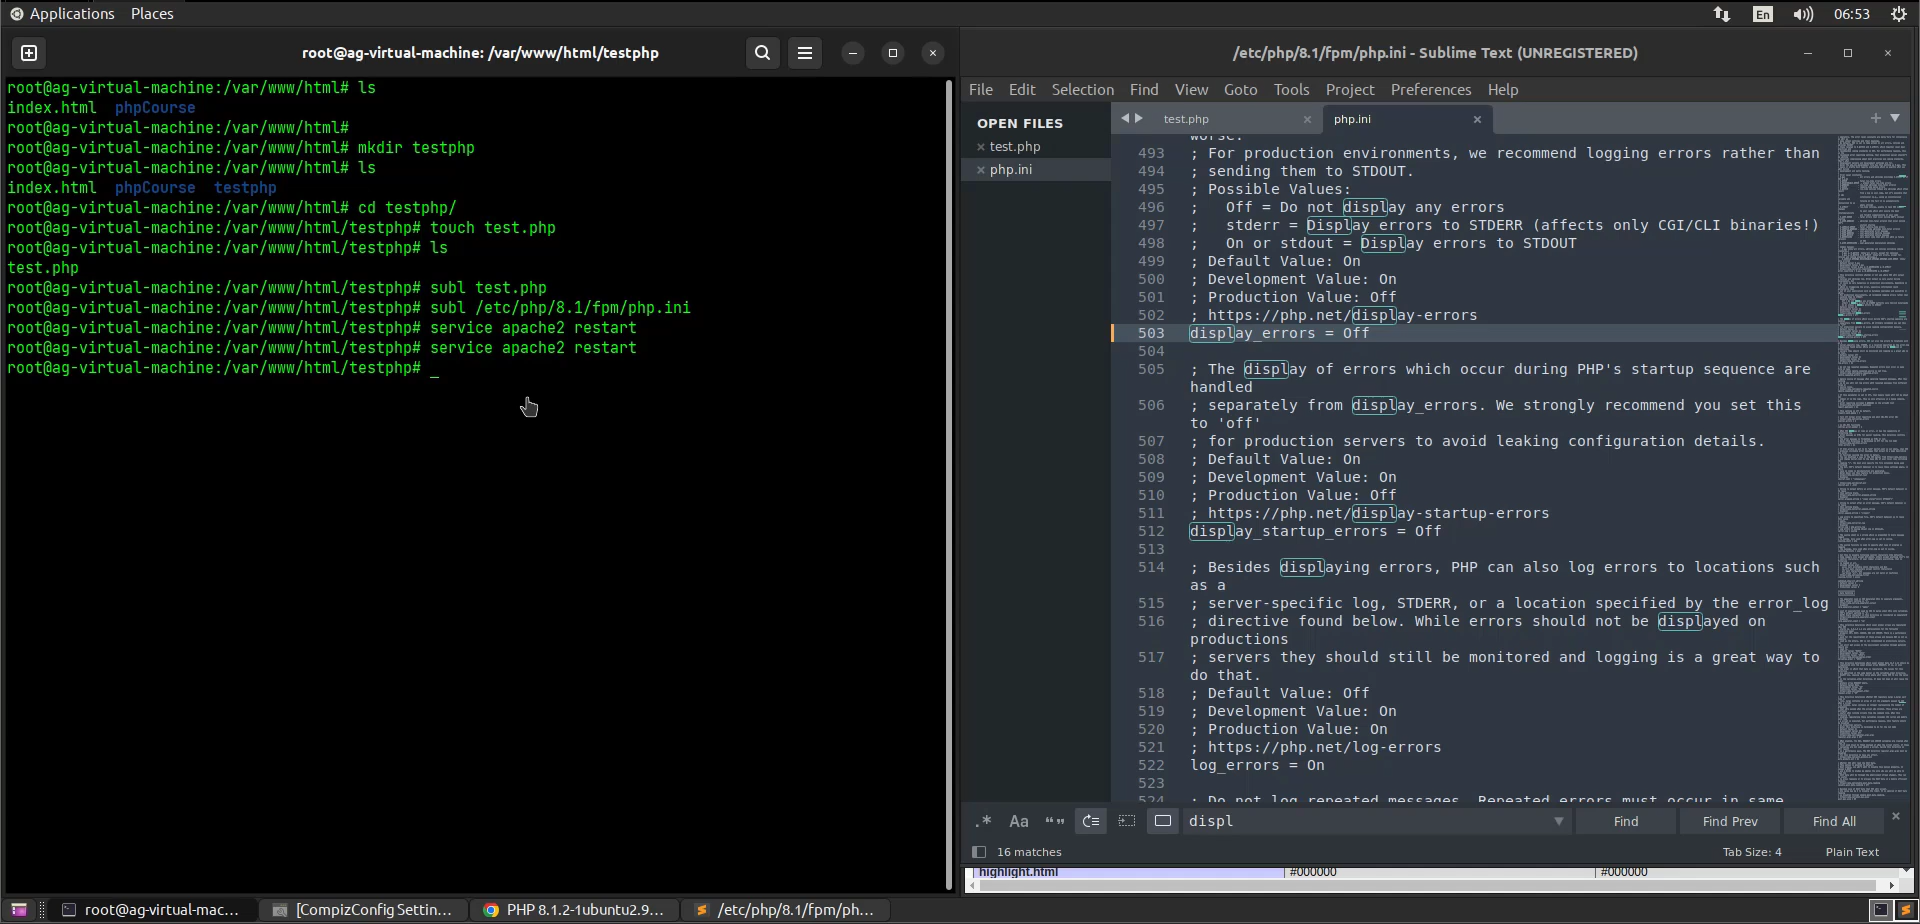 Applications Places
En 06:53
root@ag-virtual-machine: /var/www/html/testphp
root@ag-virtual-machine:/var/www/html# ls
index.html phpCourse
root@ag-virtual-machine:/var/www/html#
root@ag-virtual-machine:/var/www/html# mkdir testphp
root@ag-virtual-machine:/var/www/html# ls
index.html phpCourse testphp
root@ag-virtual-machine:/var/www/html# cd testphp/
root@ag-virtual-machine:/var/www/html/testphp# touch test.php
root@ag-virtual-machine:/var/www/html/testphp# ls
test.php
root@ag-virtual-machine:/var/www/html/testphp# subl test.php
root@ag-virtual-machine:/var/www/html/testphp# subl /etc/php/8.1/fpm/php.ini
root@ag-virtual-machine:/var/www/html/testphp# service apache2 restart
root@ag-virtual-machine:/var/www/html/testphp# service apache2 restart
root@ag-virtual-machine:/var/www/html/testphp# _
/etc/php/8.1/fpm/php.ini - Sublime Text (UNREGISTERED)
File Edit Selection Find View Goto Tools Project Preferences Help
OPEN FILES
test.php
php.ini
test.php php.ini
worse.
493 ; For production environments, we recommend logging errors rather than
494 ; sending them to STDOUT.
495 ; Possible Values:
496 ;   Off = Do not display any errors
497 ;   stderr = Display errors to STDERR (affects only CGI/CLI binaries!)
498 ;   On or stdout = Display errors to STDOUT
499 ; Default Value: On
500 ; Development Value: On
501 ; Production Value: Off
502 ; https://php.net/display-errors
503 display_errors = Off
504
505 ; The display of errors which occur during PHP's startup sequence are
handled
506 ; separately from display_errors. We strongly recommend you set this
to 'off'
507 ; for production servers to avoid leaking configuration details.
508 ; Default Value: On
509 ; Development Value: On
510 ; Production Value: Off
511 ; https://php.net/display-startup-errors
512 display_startup_errors = Off
513
514 ; Besides displaying errors, PHP can also log errors to locations such
as a
515 ; server-specific log, STDERR, or a location specified by the error_log
516 ; directive found below. While errors should not be displayed on
productions
517 ; servers they should still be monitored and logging is a great way to
do that.
518 ; Default Value: Off
519 ; Development Value: On
520 ; Production Value: On
521 ; https://php.net/log-errors
522 log_errors = On
523
524 ; Do not log repeated messages. Repeated errors must occur in same
.* Aa “” displ Find Find Prev Find All
16 matches Tab Size: 4 Plain Text
highlight.html #000000 #000000
root@ag-virtual-mac... [CompizConfig Settin... PHP 8.1.2-1ubuntu2.9... /etc/php/8.1/fpm/ph...